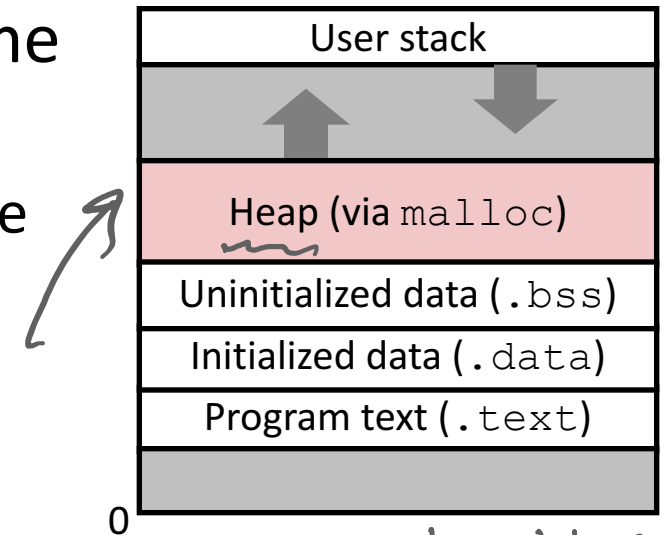 ne
User stack
e
Heap (via malloc)
Uninitialized data (.bss)
Initialized data (.data)
Program text (.text)
0